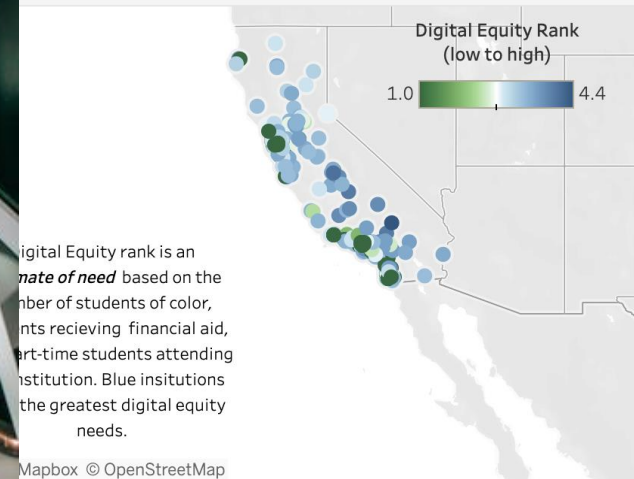 Digital Equity Rank
(low to high)
1.0 4.4
igital Equity rank is an
mate of need based on the
mber of students of color,
nts recieving financial aid,
art-time students attending
nstitution. Blue insitutions
the greatest digital equity
needs.
Mapbox © OpenStreetMap